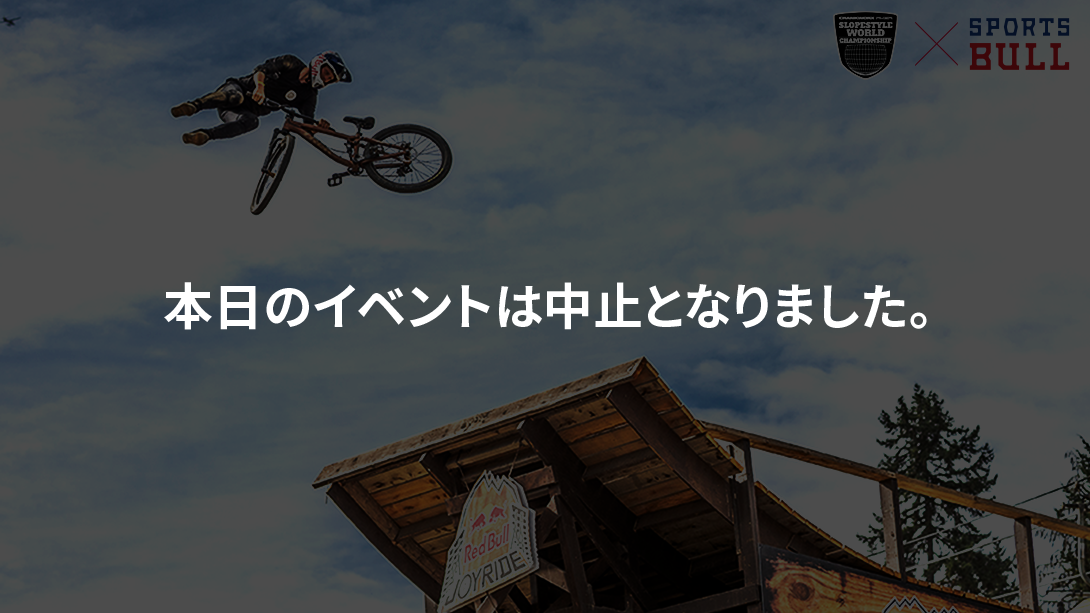 SLOPESTYLE
WORLD
CHAMPIONSHIP
SPORTS
BULL
本日のイベントは中止となりました。
Red Bull
JOYRIDE